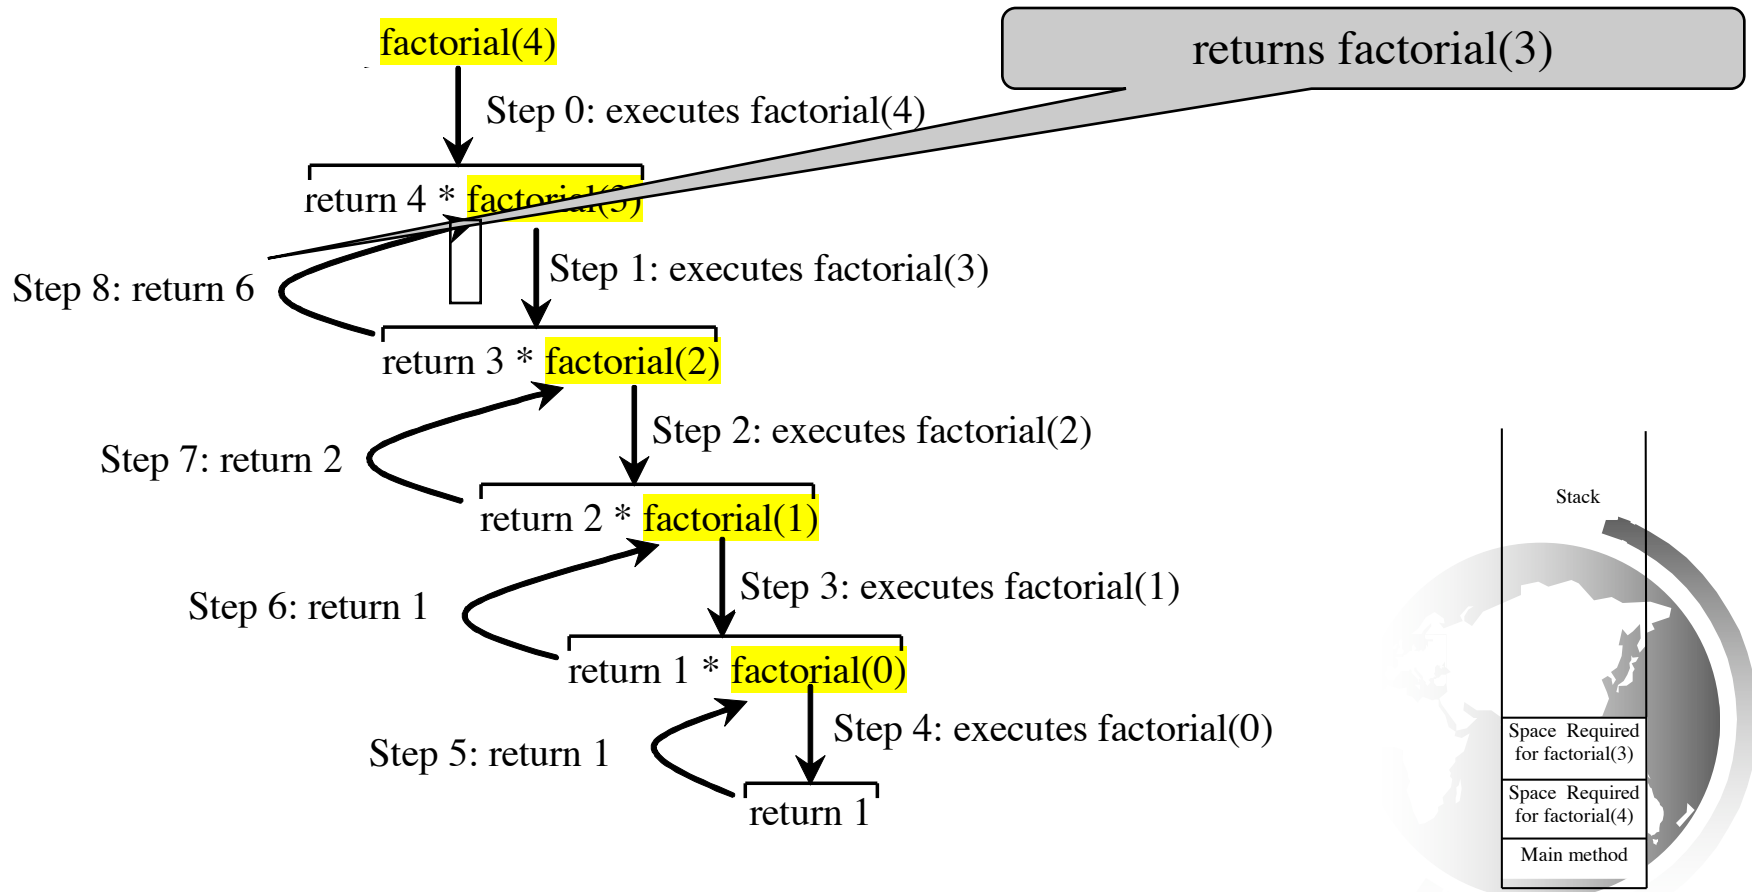 factorial(4)
returns factorial(3)
Step 0: executes factorial(4)
return 4 * factorial(3)
Step 1: executes factorial(3)
Step 8: return 6
return 3 * factorial(2)
Step 2: executes factorial(2)
Step 7: return 2
return 2 * factorial(1)
Step 3: executes factorial(1)
Step 6: return 1
return 1 * factorial(0)
Step 4: executes factorial(0)
Step 5: return 1
return 1
Stack
Space Required
for factorial(3)
Space Required
for factorial(4)
Main method